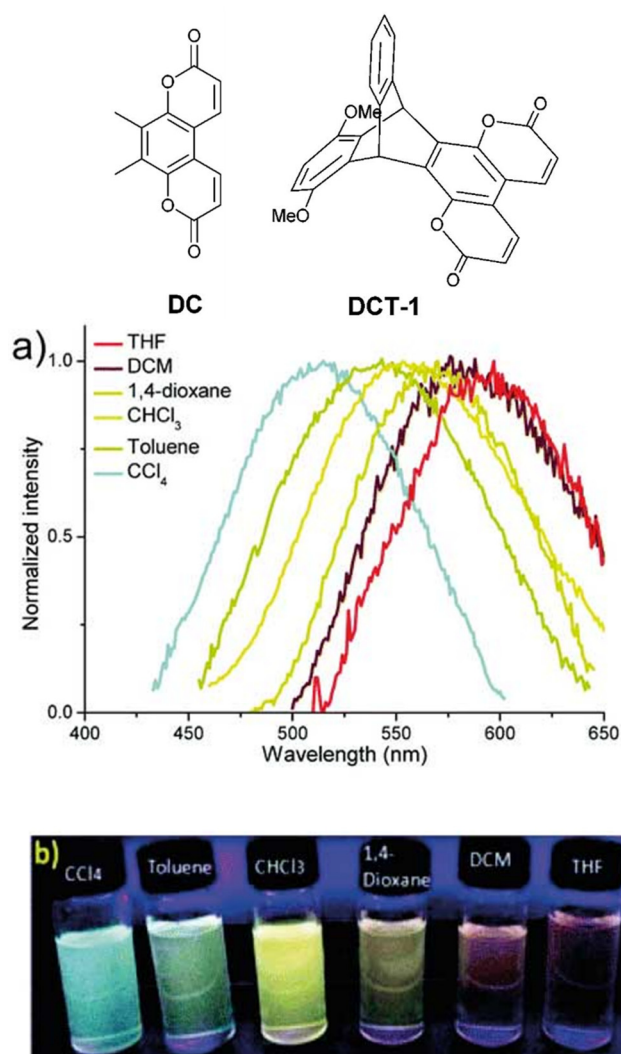 O
O
OMe
O
O
O
MeO
O
O
O
DC
DCT-1
a)
THF
DCM
1,4-dioxane
CHCl3
Toluene
CCl4
1.0
0.5
0.0
Normalized intensity
400 450 500 550 600 650
Wavelength (nm)
b)
CCl4
Toluene
CHCl3
1,4-
Dioxane
DCM
THF